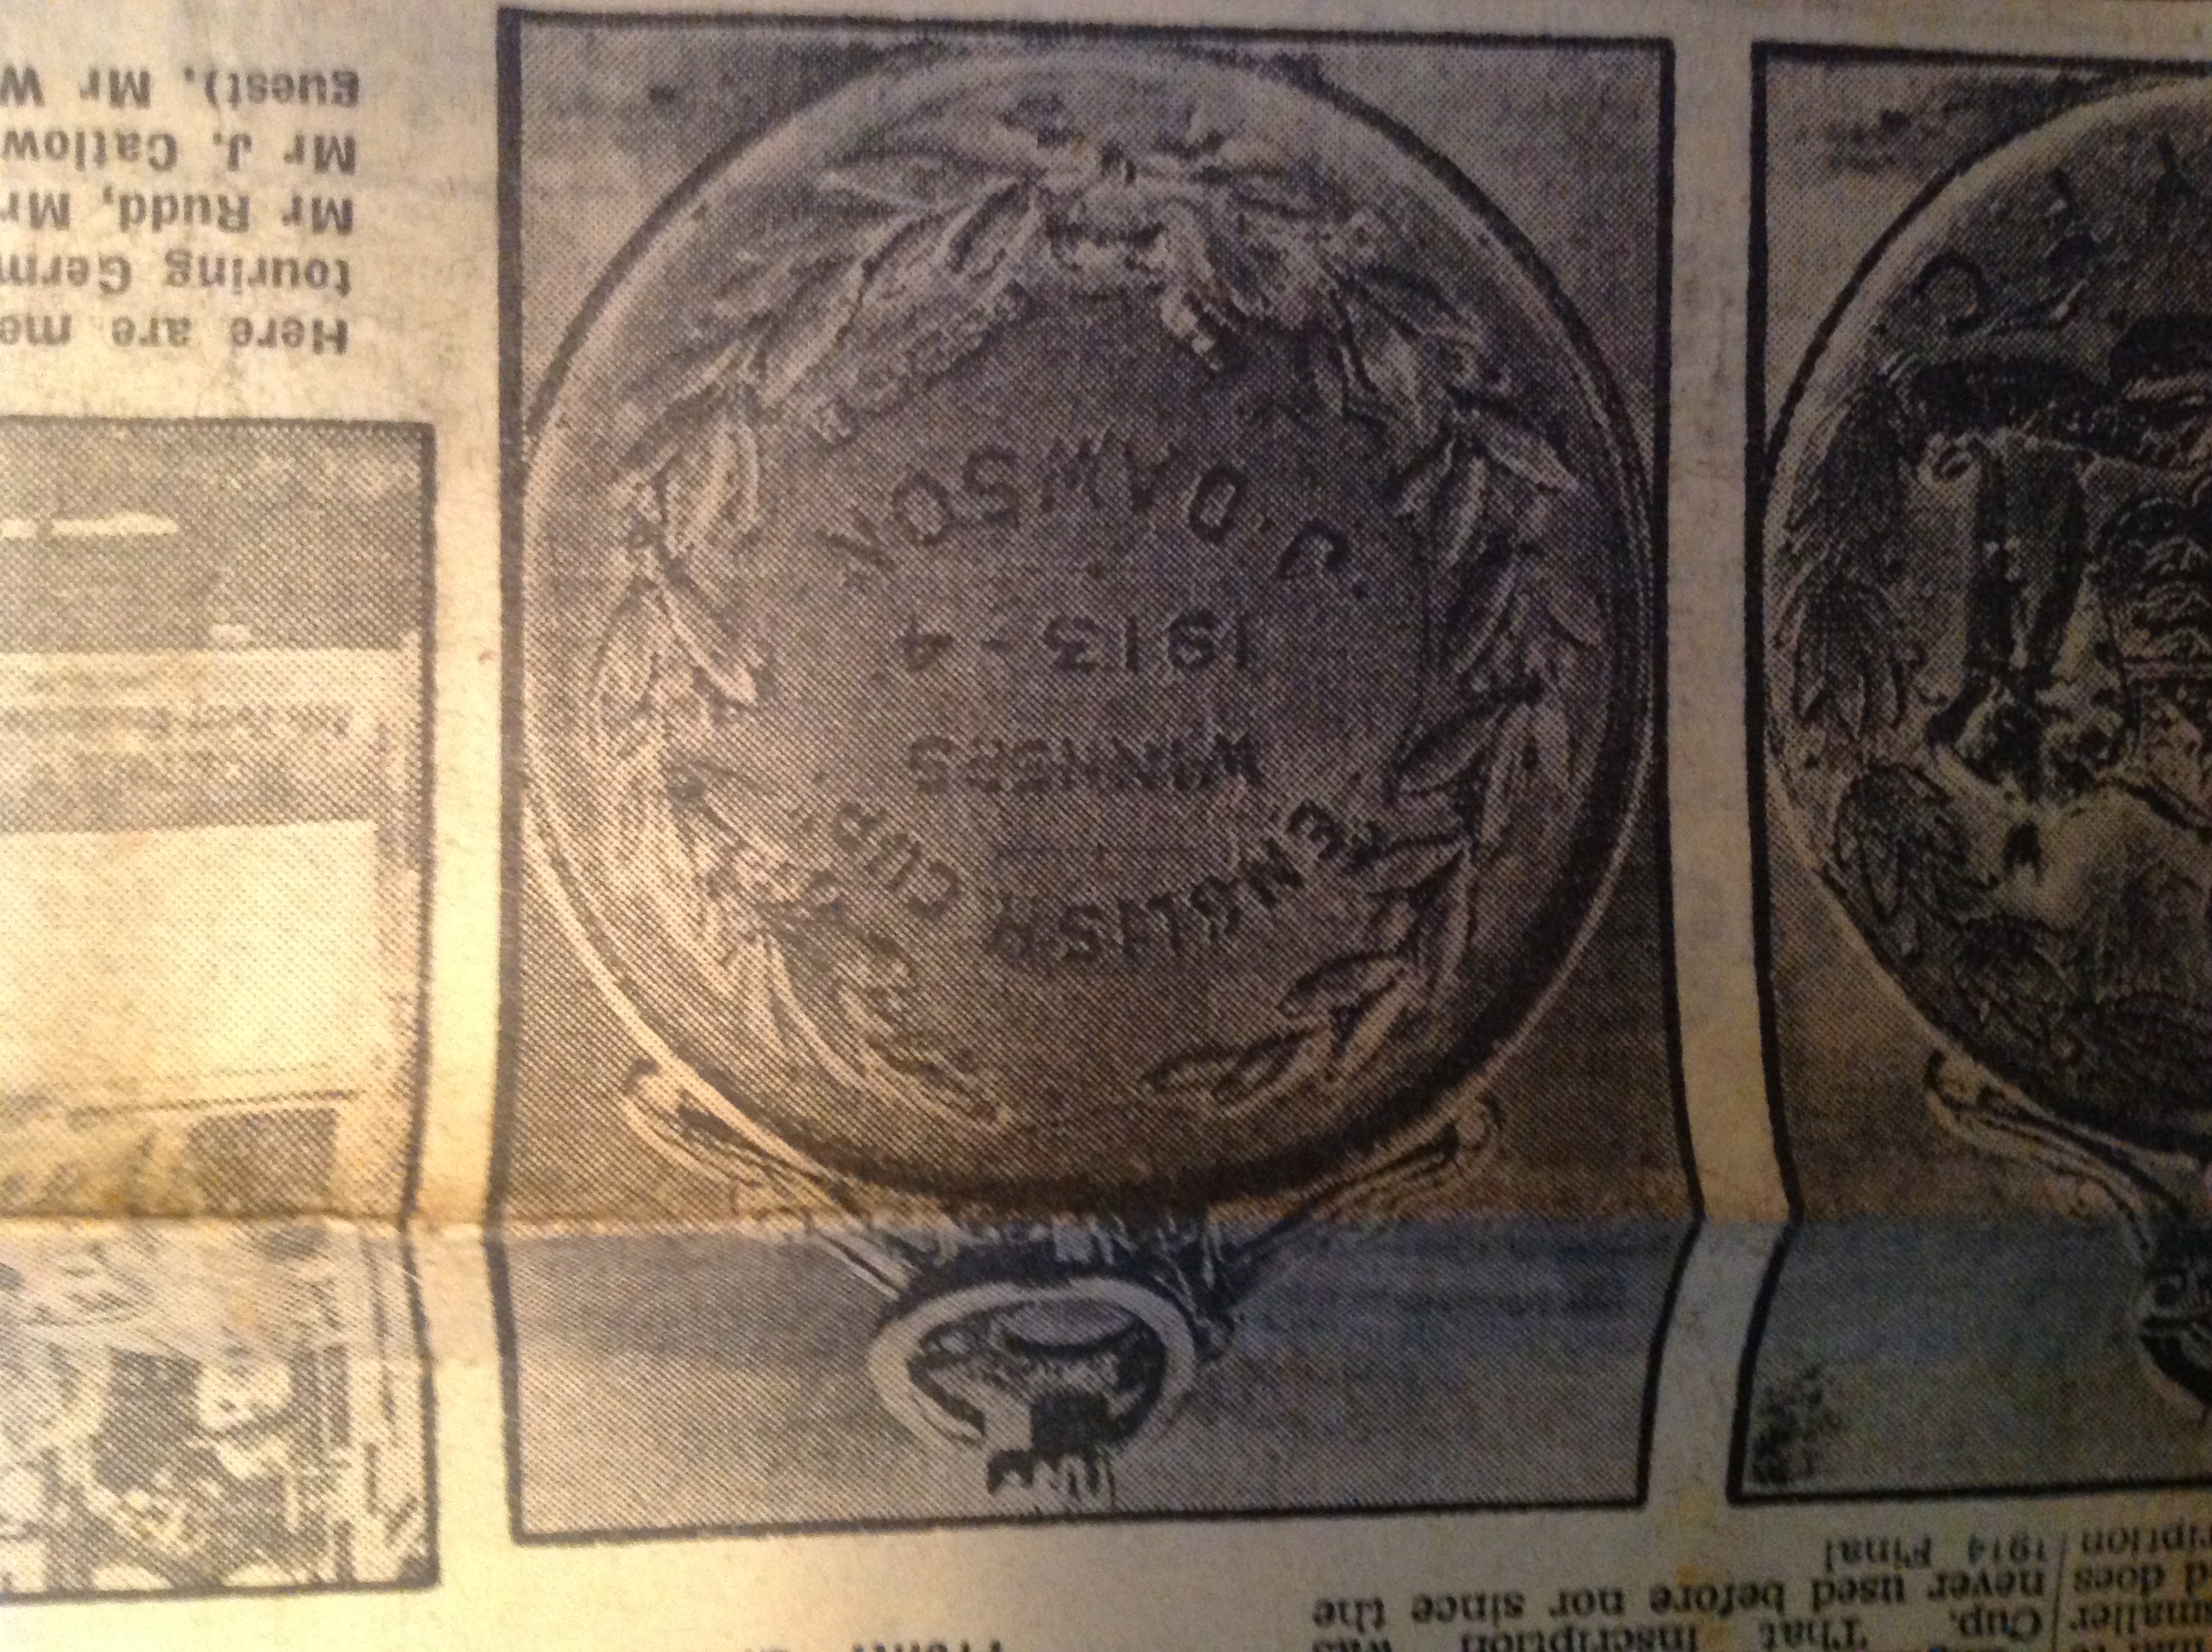 maller
d does
ription
Cup. That inscription was
never used before nor since the
1914 Final
"ENGLISH CUP"
WINNERS
1913-4
J. DAWSON
Here are me
touring Germ
Mr Rudd, Mr
Mr J. Catlow
guest), Mr W